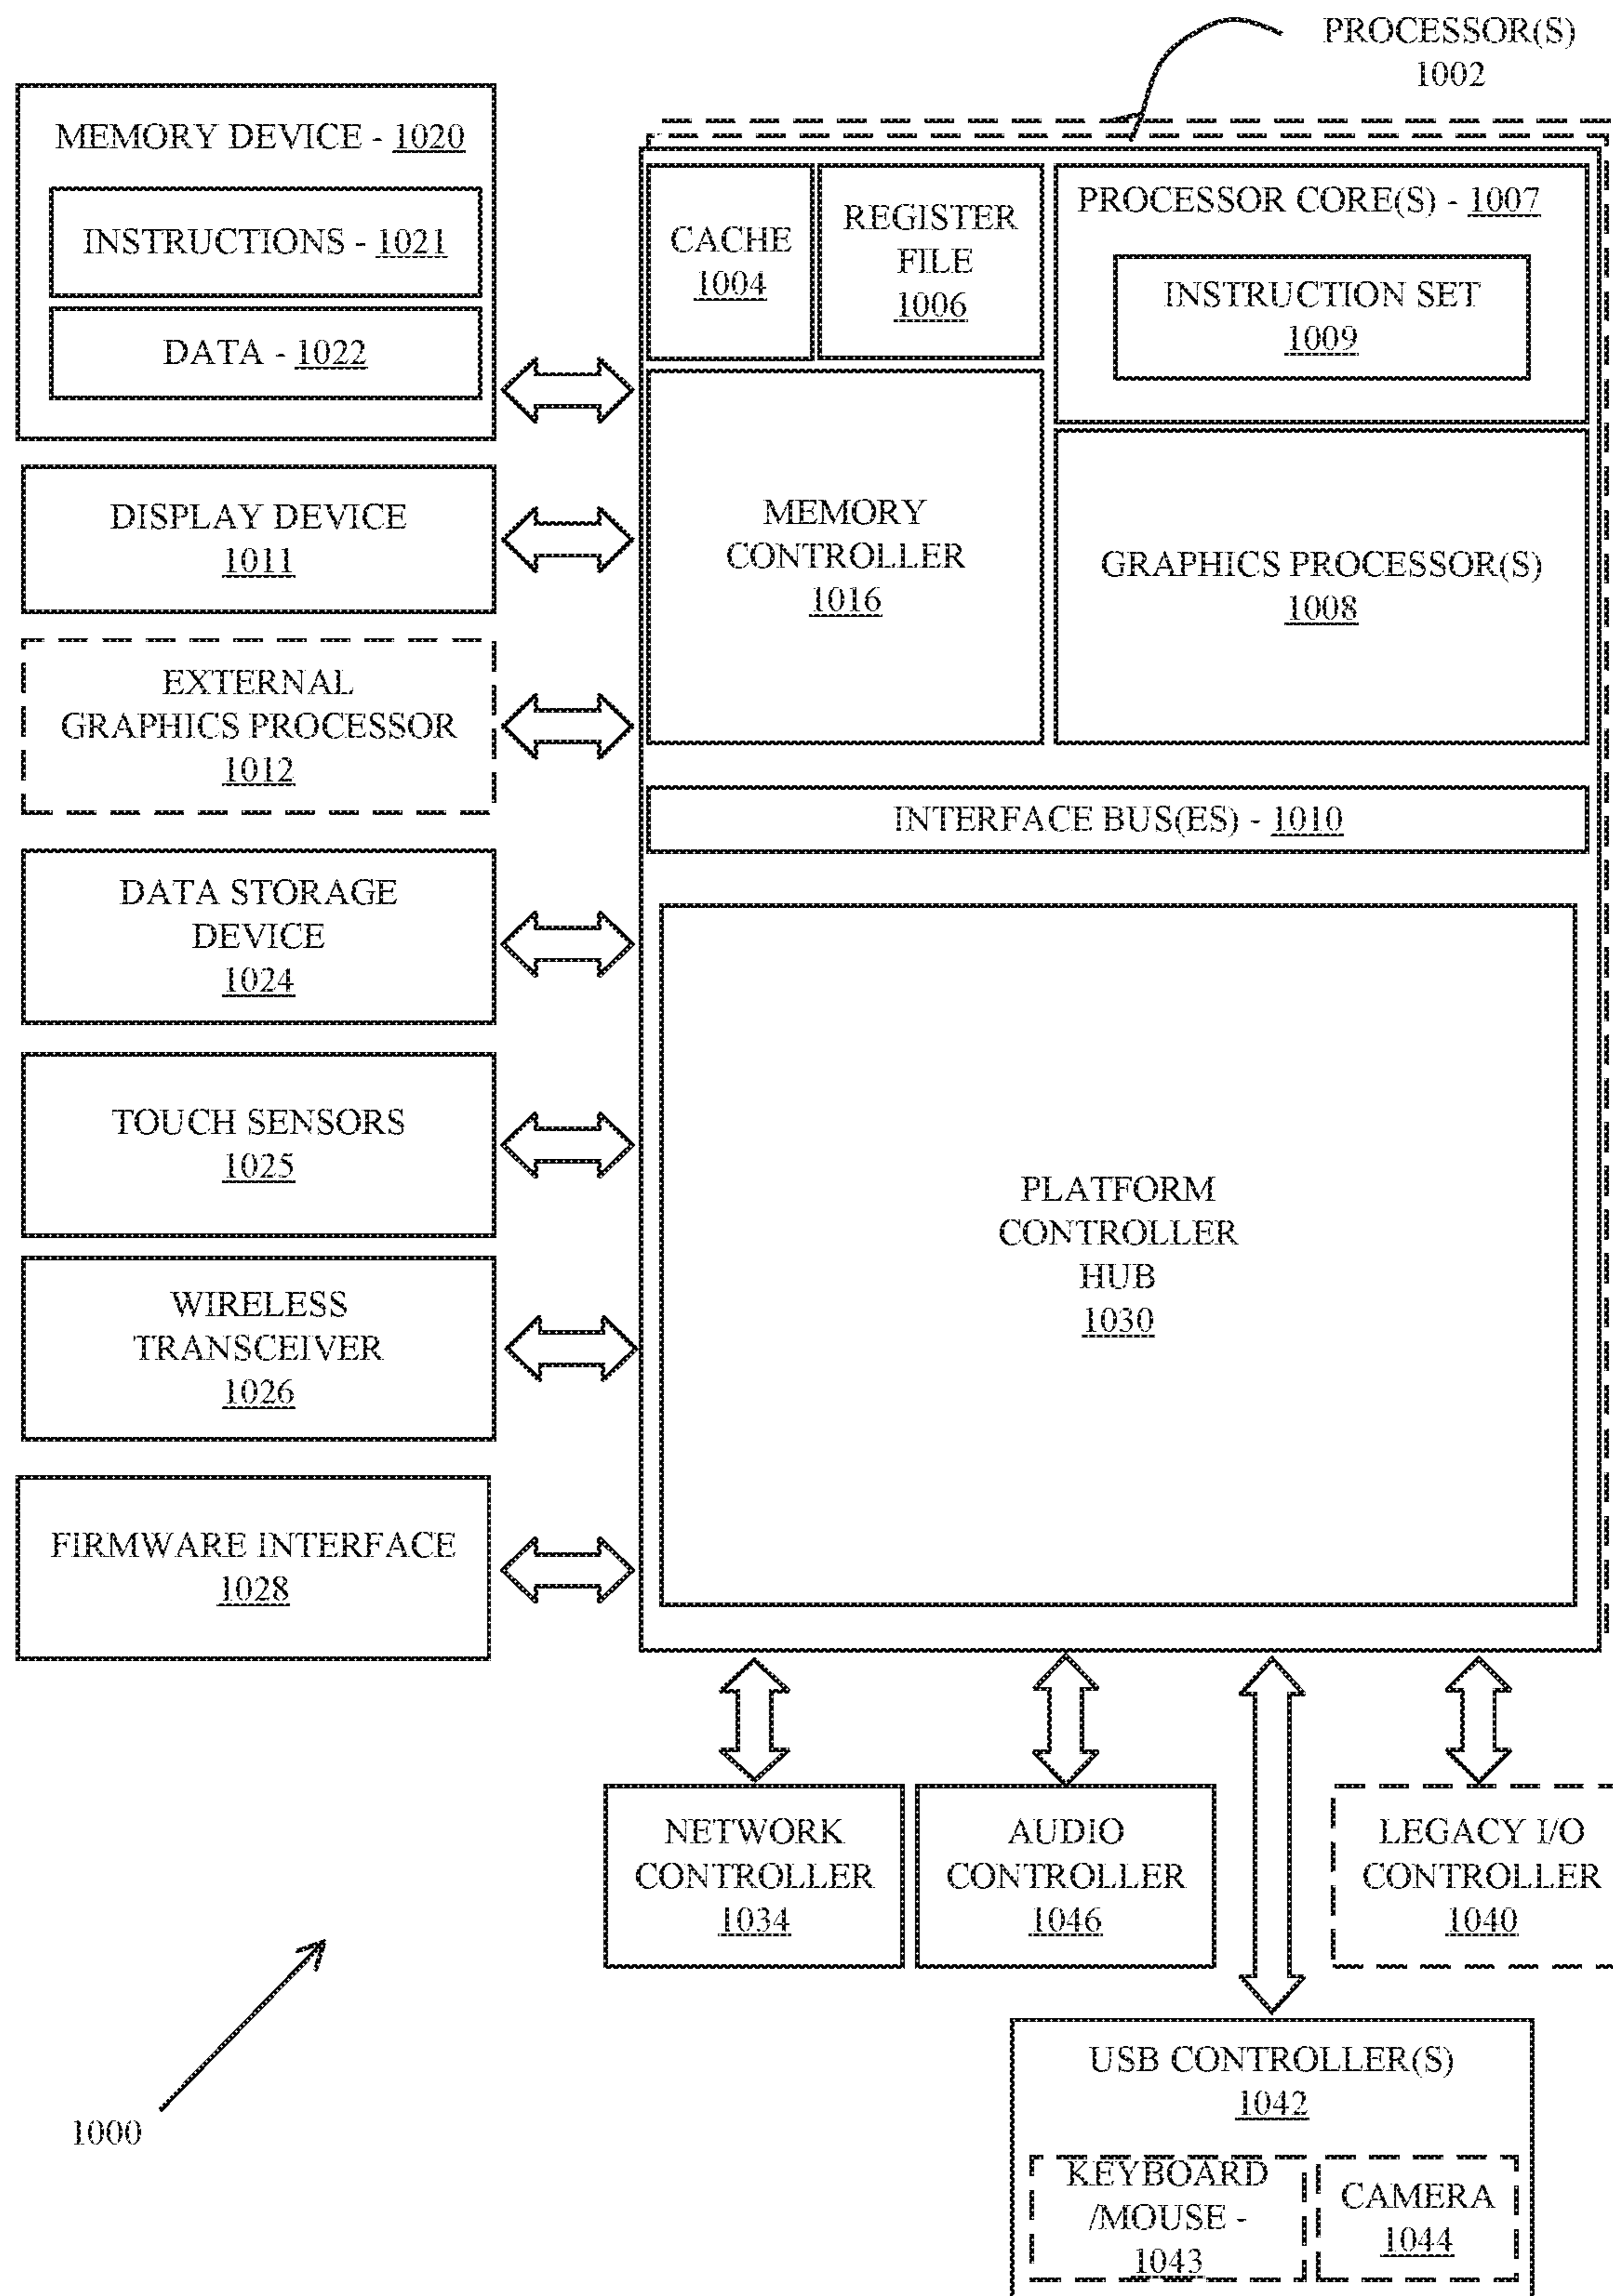 PROCESSOR(S)
1002
MEMORY DEVICE - 1020
INSTRUCTIONS - 1021
DATA - 1022
CACHE
1004
REGISTER
FILE
1006
PROCESSOR CORE(S) - 1007
INSTRUCTION SET
1009
DISPLAY DEVICE
1011
MEMORY
CONTROLLER
1016
GRAPHICS PROCESSOR(S)
1008
EXTERNAL
GRAPHICS PROCESSOR
1012
INTERFACE BUS(ES) - 1010
DATA STORAGE
DEVICE
1024
TOUCH SENSORS
1025
PLATFORM
CONTROLLER
HUB
1030
WIRELESS
TRANSCEIVER
1026
FIRMWARE INTERFACE
1028
NETWORK
CONTROLLER
1034
AUDIO
CONTROLLER
1046
LEGACY I/O
CONTROLLER
1040
1000
USB CONTROLLER(S)
1042
KEYBOARD
/MOUSE -
1043
CAMERA
1044